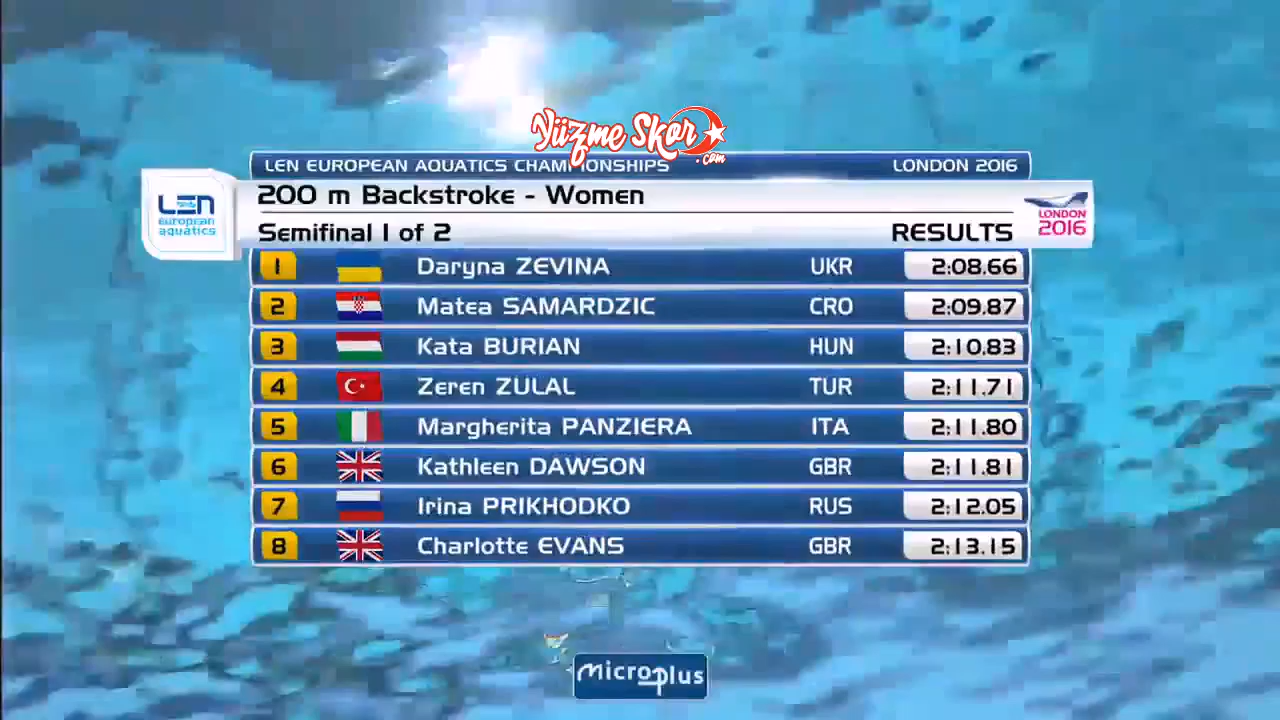 Yüzme Skor
.com
LEN EUROPEAN AQUATICS CHAMPIONSHIPS LONDON 2016
LEN
european
aquatics
200 m Backstroke - Women
Semifinal 1 of 2 RESULTS
LONDON
2016
1 Daryna ZEVINA UKR 2:08.66
2 Matea SAMARDZIC CRO 2:09.87
3 Kata BURIAN HUN 2:10.83
4 Zeren ZULAL TUR 2:11.71
5 Margherita PANZIERA ITA 2:11.80
6 Kathleen DAWSON GBR 2:11.81
7 Irina PRIKHODKO RUS 2:12.05
8 Charlotte EVANS GBR 2:13.15
Microplus